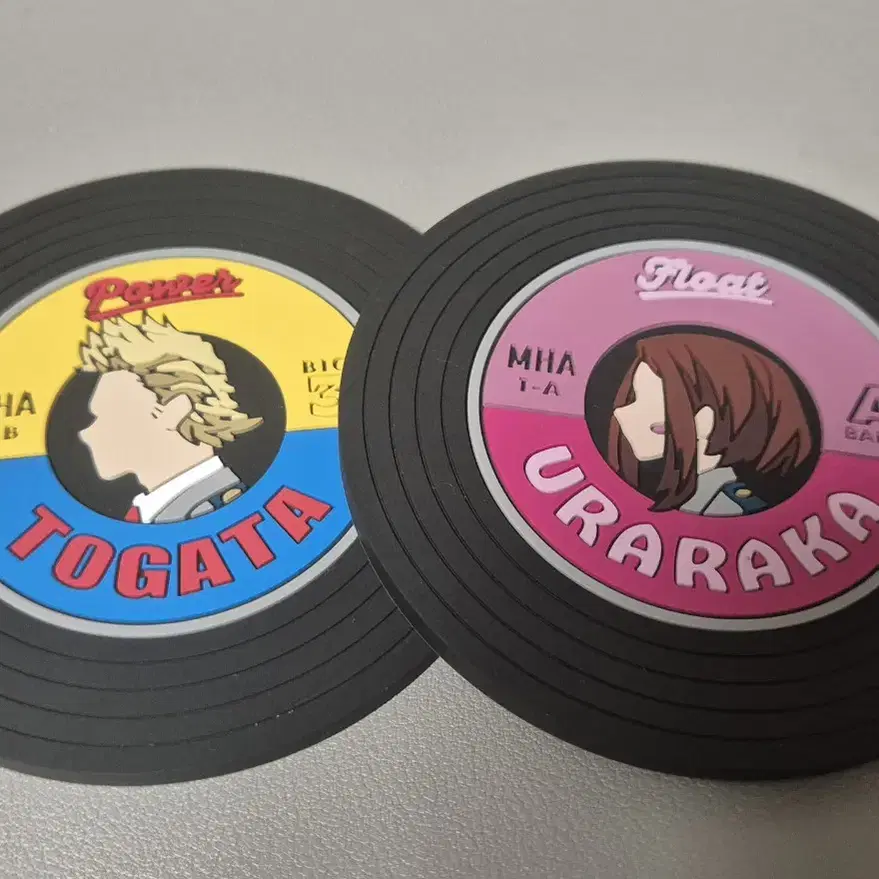 Power
HA
B
BIG
3
TOGATA
Float
MHA
1-A
A
URARAKA